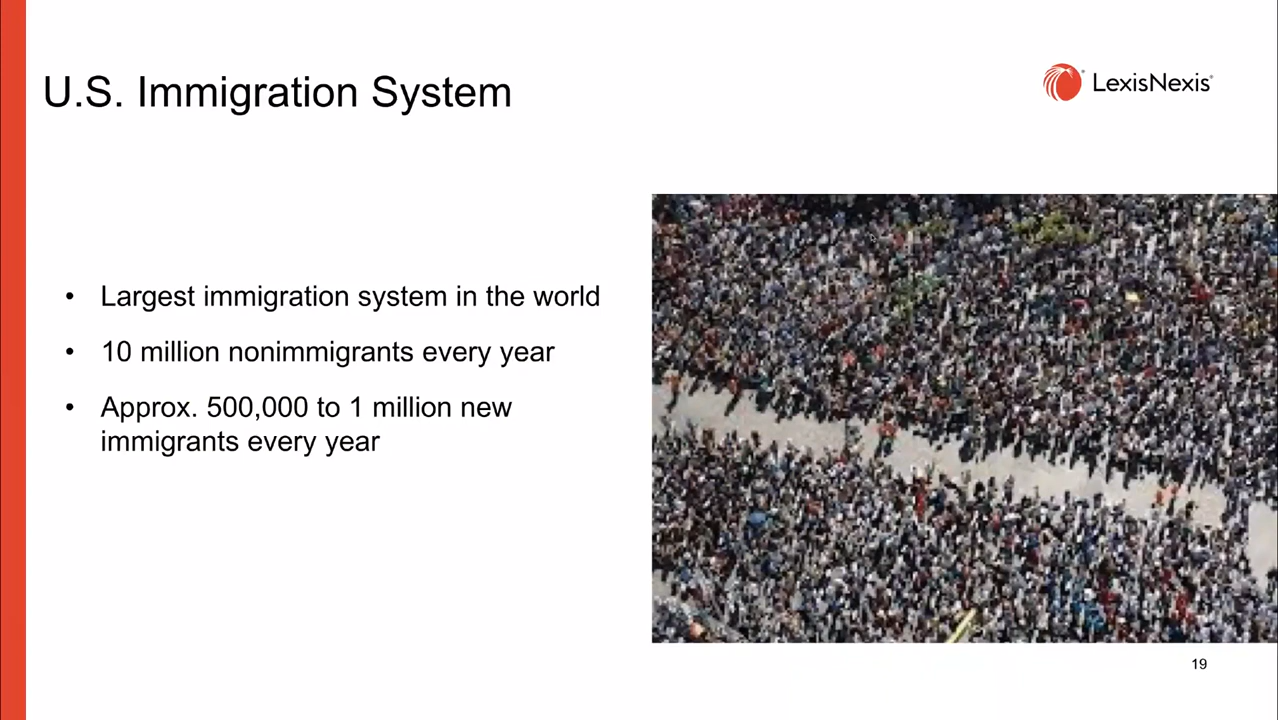 U.S. Immigration System
LexisNexis®
• Largest immigration system in the world
• 10 million nonimmigrants every year
• Approx. 500,000 to 1 million new
immigrants every year
19